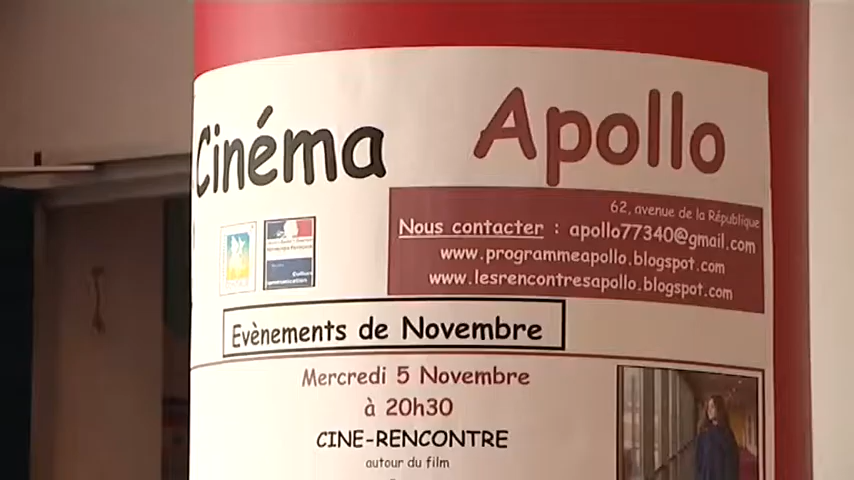 Cinéma Apollo
62, avenue de la République
Nous contacter : apollo77340@gmail.com
www.programmeapollo.blogspot.com
www.lesrencontresapollo.blogspot.com
Evènements de Novembre
Mercredi 5 Novembre
à 20h30
CINE-RENCONTRE
autour du film